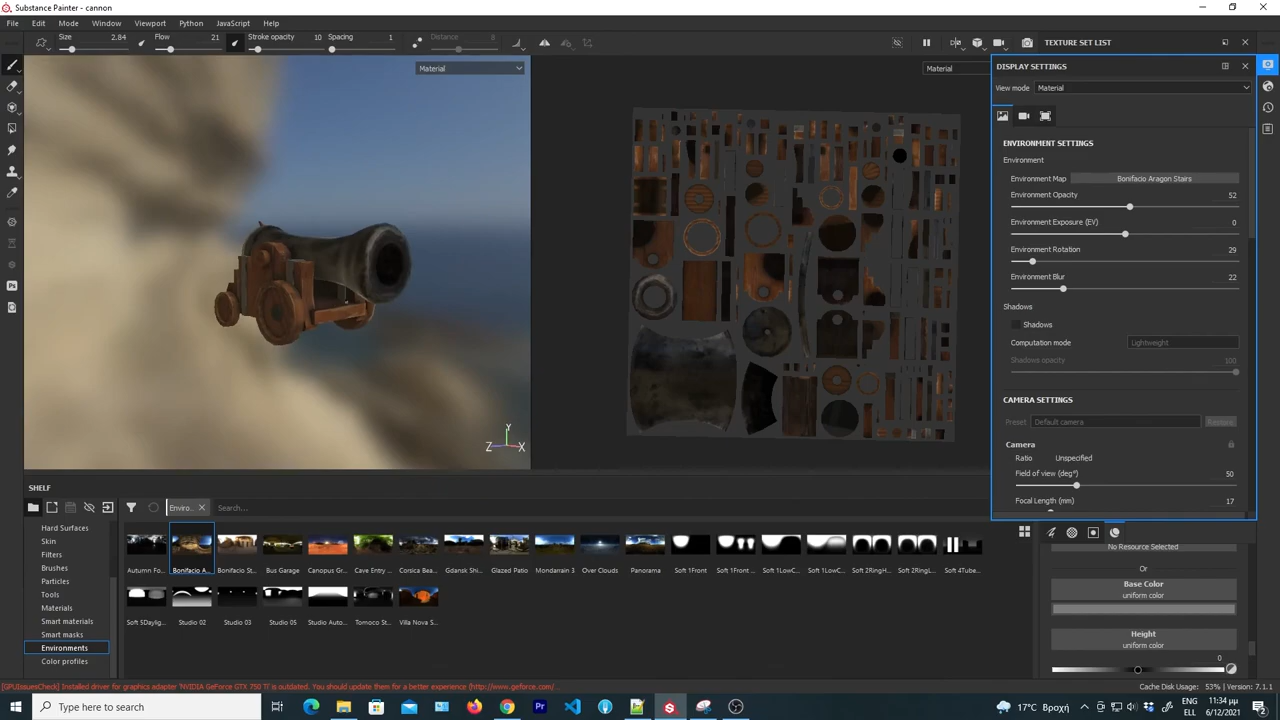 Substance Painter - cannon
File Edit Mode Window Viewport Python JavaScript Help
Size 2.84 Flow 21 Stroke opacity 10 Spacing 1 Distance 8
TEXTURE SET LIST
Material
Material
Y
Z X
DISPLAY SETTINGS
View mode Material
ENVIRONMENT SETTINGS
Environment
Environment Map Bonifacio Aragon Stairs
Environment Opacity 52
Environment Exposure (EV) 0
Environment Rotation 29
Environment Blur 22
Shadows
Shadows
Computation mode Lightweight
Shadows opacity 100
CAMERA SETTINGS
Preset Default camera Restore
Camera
Ratio Unspecified
Field of view (deg°) 50
Focal Length (mm) 17
Ps
SHELF
Enviro... Search...
Hard Surfaces
Skin
Filters
Brushes
Particles
Tools
Materials
Smart materials
Smart masks
Environments
Color profiles
Autumn Fo... Bonifacio A... Bonifacio St... Bus Garage Canopus Gr... Cave Entry ... Corsica Bea... Gdansk Shi... Glazed Patio Mondarrain 3 Over Clouds Panorama Soft 1Front Soft 1Front ... Soft 1LowC... Soft 1LowC... Soft 2RingH... Soft 2RingL... Soft 4Tube...
Soft 5Daylig... Studio 02 Studio 03 Studio 05 Studio Auto... Tomoco St... Villa Nova S...
No Resource Selected
Or
Base Color
uniform color
Height
uniform color
0
[GPUIssuesCheck] Installed driver for graphics adapter 'NVIDIA GeForce GTX 750 Ti' is outdated. You should update them for a better experience (http://www.geforce.com/...
Cache Disk Usage: 53% | Version: 7.1.1
Type here to search
Pr
17°C Βροχή
ENG
ΕΛΛ
11:34 μμ
6/12/2021